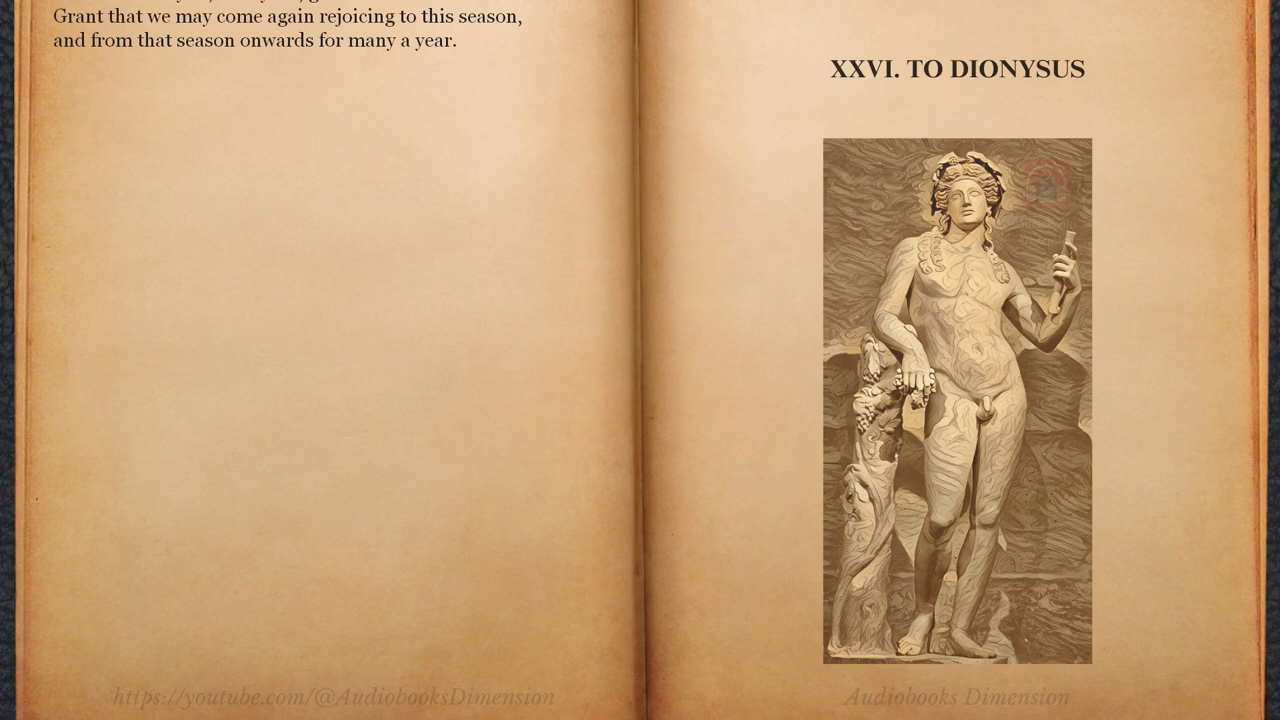 Grant that we may come again rejoicing to this season,
and from that season onwards for many a year.
XXVI. TO DIONYSUS
https://youtube.com/@AudiobooksDimension
Audiobooks Dimension